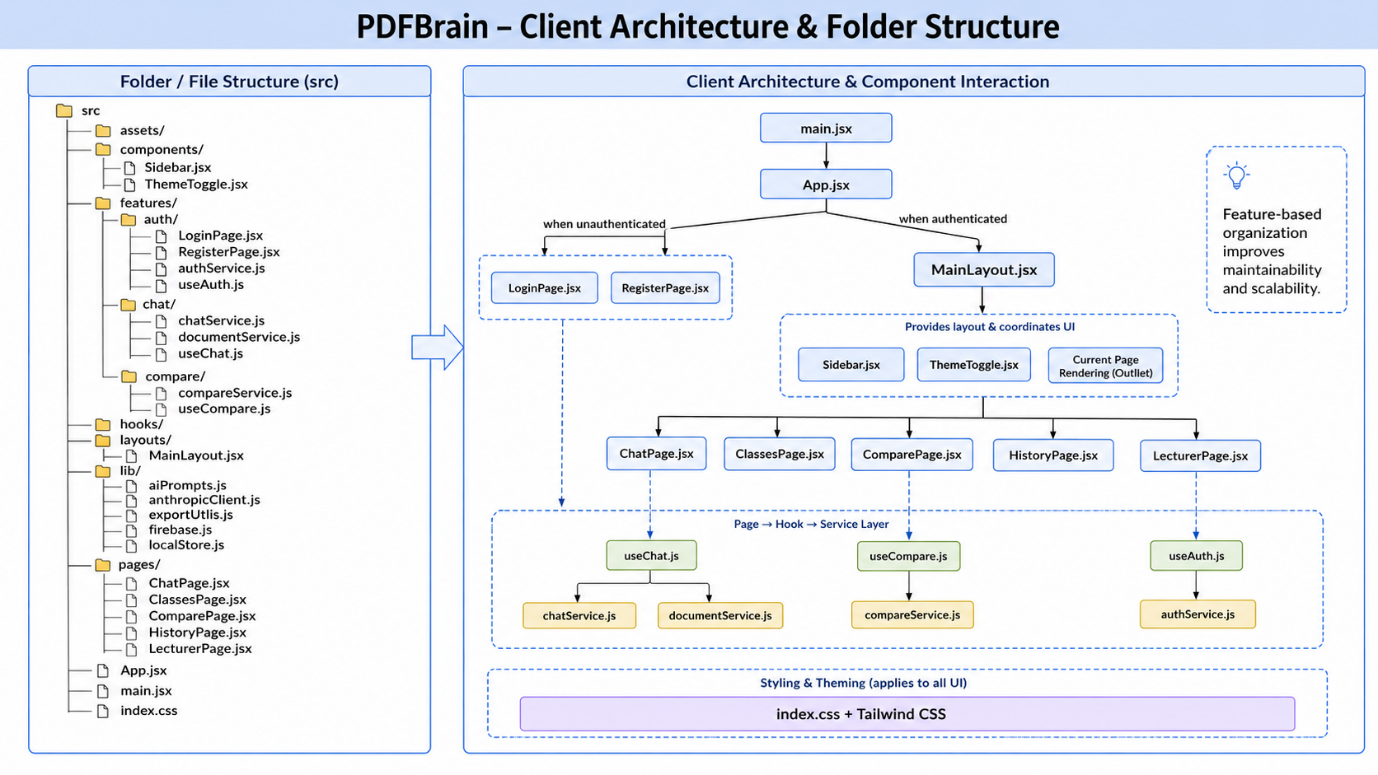 PDFBrain – Client Architecture & Folder Structure
Folder / File Structure (src)
src
assets/
components/
Sidebar.jsx
ThemeToggle.jsx
features/
auth/
LoginPage.jsx
RegisterPage.jsx
authService.js
useAuth.js
chat/
chatService.js
documentService.js
useChat.js
compare/
compareService.js
useCompare.js
hooks/
layouts/
MainLayout.jsx
lib/
aiPrompts.js
anthropicClient.js
exportUtlis.js
firebase.js
localStore.js
pages/
ChatPage.jsx
ClassesPage.jsx
ComparePage.jsx
HistoryPage.jsx
LecturerPage.jsx
App.jsx
main.jsx
index.css
Client Architecture & Component Interaction
main.jsx
App.jsx
when unauthenticated
when authenticated
LoginPage.jsx
RegisterPage.jsx
MainLayout.jsx
Provides layout & coordinates UI
Sidebar.jsx
ThemeToggle.jsx
Current Page
Rendering (Outllet)
ChatPage.jsx
ClassesPage.jsx
ComparePage.jsx
HistoryPage.jsx
LecturerPage.jsx
Page → Hook → Service Layer
useChat.js
useCompare.js
useAuth.js
chatService.js
documentService.js
compareService.js
authService.js
Styling & Theming (applies to all UI)
index.css + Tailwind CSS
Feature-based
organization
improves
maintainability
and scalability.